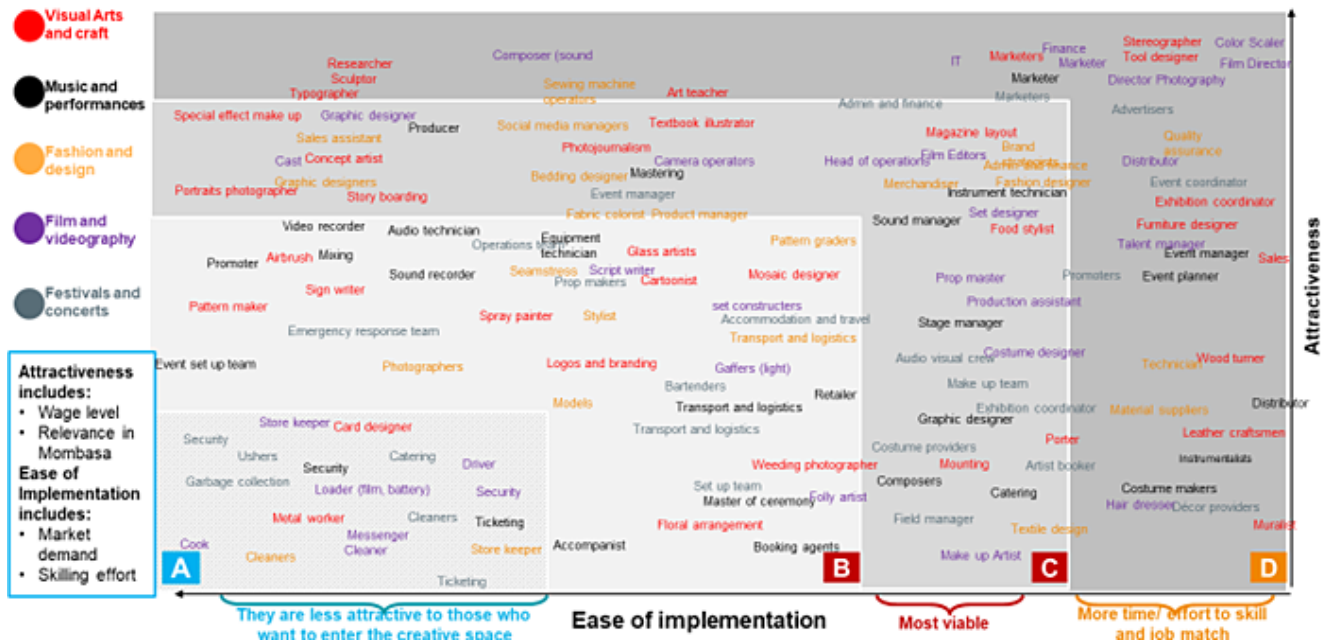 Visual Arts
and craft
Music and
performances
Fashion and
design
Film and
videography
Festivals and
concerts
Attractiveness
includes:
• Wage level
• Relevance in
Mombasa
Ease of
Implementation
includes:
• Market
demand
• Skilling effort
Composer (sound
Researcher
Sculptor
Typographer
Sewing machine
operators
Art teacher
IT
Marketers
Finance
Marketer
Marketer
Marketers
Stereographer
Tool designer
Color Scaler
Film Director
Director Photography
Admin and finance
Advertisers
Special effect make up
Graphic designer
Producer
Sales assistant
Social media managers
Textbook illustrator
Magazine layout
Brand
Quality
assurance
Cast
Concept artist
Photojournalism
Camera operators
Head of operations
Film Editors
Admin and finance
Distributor
Graphic designers
Bedding designer
Mastering
Merchandiser
Fashion designer
Event coordinator
Portraits photographer
Story boarding
Event manager
Instrument technician
Exhibition coordinator
Fabric colorist
Product manager
Sound manager
Set designer
Food stylist
Furniture designer
Video recorder
Audio technician
Operations team
Equipment
technician
Glass artists
Pattern graders
Talent manager
Event manager
Sales
Promoter
Airbrush
Mixing
Sound recorder
Seamstress
Script writer
Prop makers
Cartoonist
Mosaic designer
Prop master
Promoters
Event planner
Pattern maker
Sign writer
Spray painter
Stylist
set constructers
Accommodation and travel
Production assistant
Stage manager
Emergency response team
Transport and logistics
Event set up team
Photographers
Logos and branding
Gaffers (light)
Audio visual crew
Costume designer
Technician
Wood turner
Bartenders
Retailer
Make up team
Models
Transport and logistics
Exhibition coordinator
Material suppliers
Distributor
Graphic designer
Store keeper
Card designer
Transport and logistics
Leather craftsmen
Security
Porter
Ushers
Security
Catering
Driver
Costume providers
Instrumentalists
Weeding photographer
Mounting
Artist booker
Garbage collection
Loader (film, battery)
Security
Set up team
Master of ceremony
Folly artist
Composers
Catering
Costume makers
Hair dresser
Décor providers
Metal worker
Cleaners
Ticketing
Floral arrangement
Field manager
Textile design
Muralist
Cook
Messenger
Cleaner
Cleaners
Store keeper
Accompanist
Booking agents
Make up Artist
Ticketing
A
B
C
D
Attractiveness
They are less attractive to those who
want to enter the creative space
Ease of implementation
Most viable
More time/ effort to skill
and job match